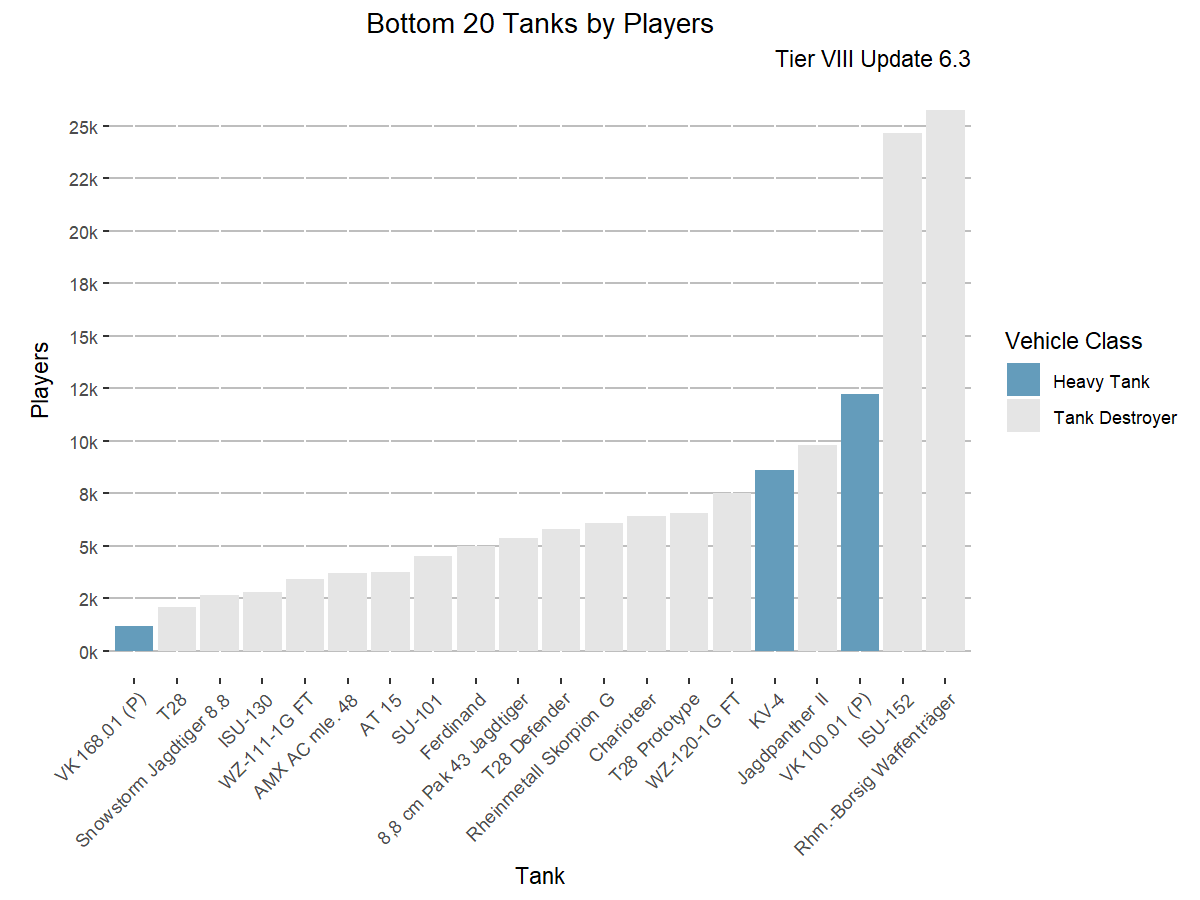 Bottom 20 Tanks by Players
Tier VIII Update 6.3
Players
25k
22k
20k
18k
15k
12k
10k
8k
5k
2k
0k
VK 168.01 (P)
T28
Snowstorm Jagdtiger 8.8
ISU-130
WZ-111-1G FT
AMX AC mle. 48
AT 15
SU-101
Ferdinand
8,8 cm Pak 43 Jagdtiger
T28 Defender
Rheinmetall Skorpion G
Charioteer
T28 Prototype
WZ-120-1G FT
KV-4
Jagdpanther II
VK 100.01 (P)
ISU-152
Rhm.-Borsig Waffenträger
Tank
Vehicle Class
Heavy Tank
Tank Destroyer